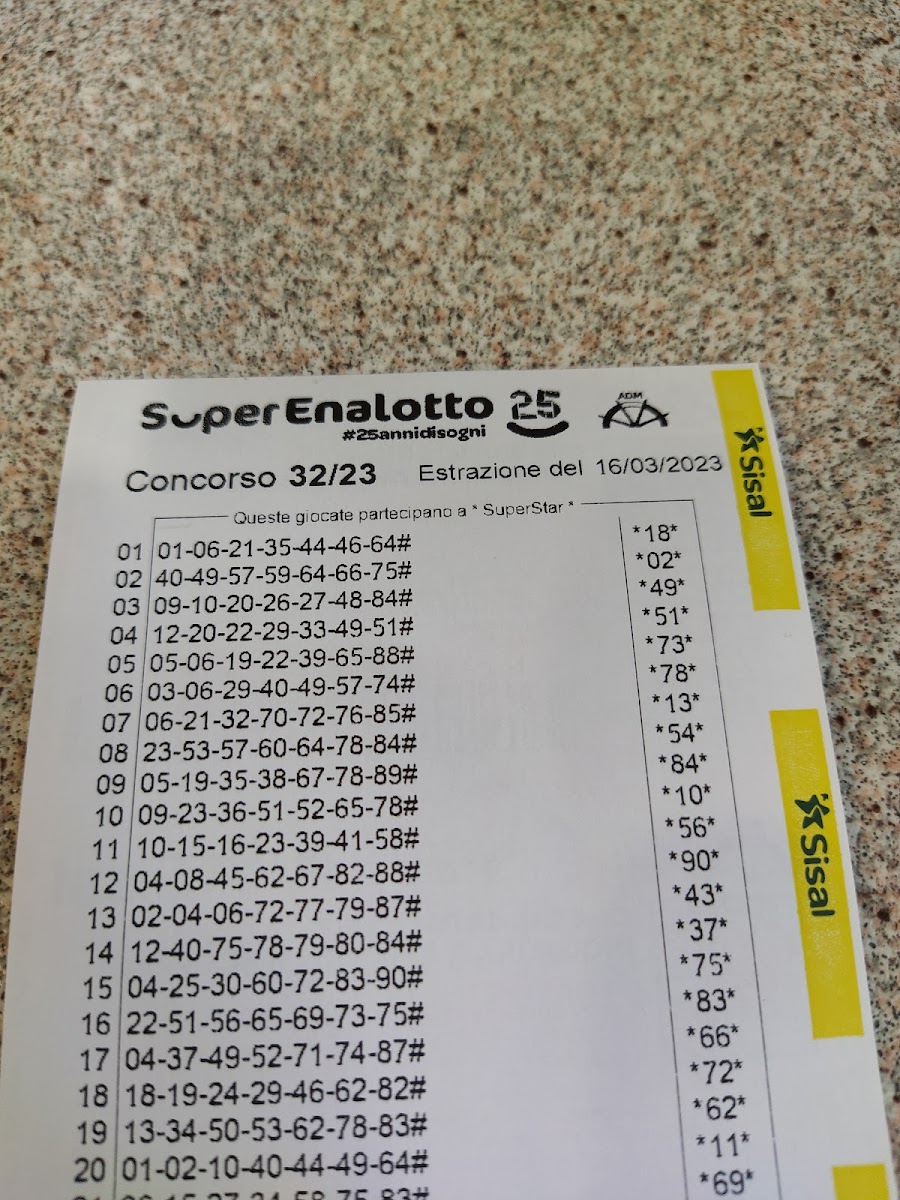 SuperEnalotto 25 ADM
#25annidisogni
Concorso 32/23 Estrazione del 16/03/2023
Queste giocate partecipano a * SuperStar *
01 01-06-21-35-44-46-64# *18*
02 40-49-57-59-64-66-75# *02*
03 09-10-20-26-27-48-84# *49*
04 12-20-22-29-33-49-51# *51*
05 05-06-19-22-39-65-88# *73*
06 03-06-29-40-49-57-74# *78*
07 06-21-32-70-72-76-85# *13*
08 23-53-57-60-64-78-84# *54*
09 05-19-35-38-67-78-89# *84*
10 09-23-36-51-52-65-78# *10*
11 10-15-16-23-39-41-58# *56*
12 04-08-45-62-67-82-88# *90*
13 02-04-06-72-77-79-87# *43*
14 12-40-75-78-79-80-84# *37*
15 04-25-30-60-72-83-90# *75*
16 22-51-56-65-69-73-75# *83*
17 04-37-49-52-71-74-87# *66*
18 18-19-24-29-46-62-82# *72*
19 13-34-50-53-62-78-83# *62*
20 01-02-10-40-44-49-64# *11*
*69*
Sisal
Sisal